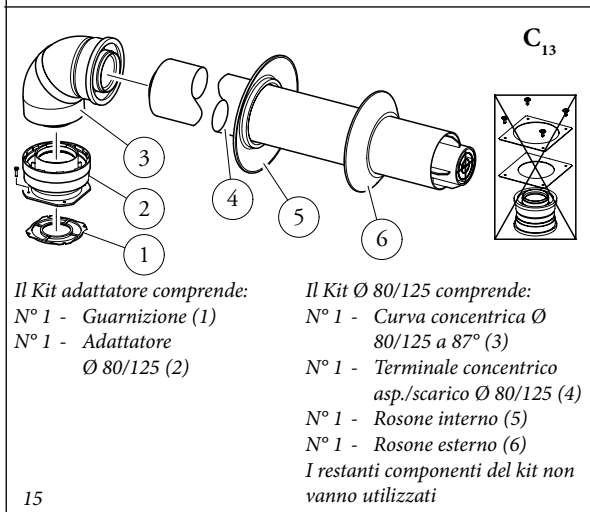 C₁₃
3
2
1
4
5
6
Il Kit adattatore comprende:
N° 1 - Guarnizione (1)
N° 1 - Adattatore
Ø 80/125 (2)
Il Kit Ø 80/125 comprende:
N° 1 - Curva concentrica Ø
80/125 a 87° (3)
N° 1 - Terminale concentrico
asp./scarico Ø 80/125 (4)
N° 1 - Rosone interno (5)
N° 1 - Rosone esterno (6)
I restanti componenti del kit non
vanno utilizzati
15